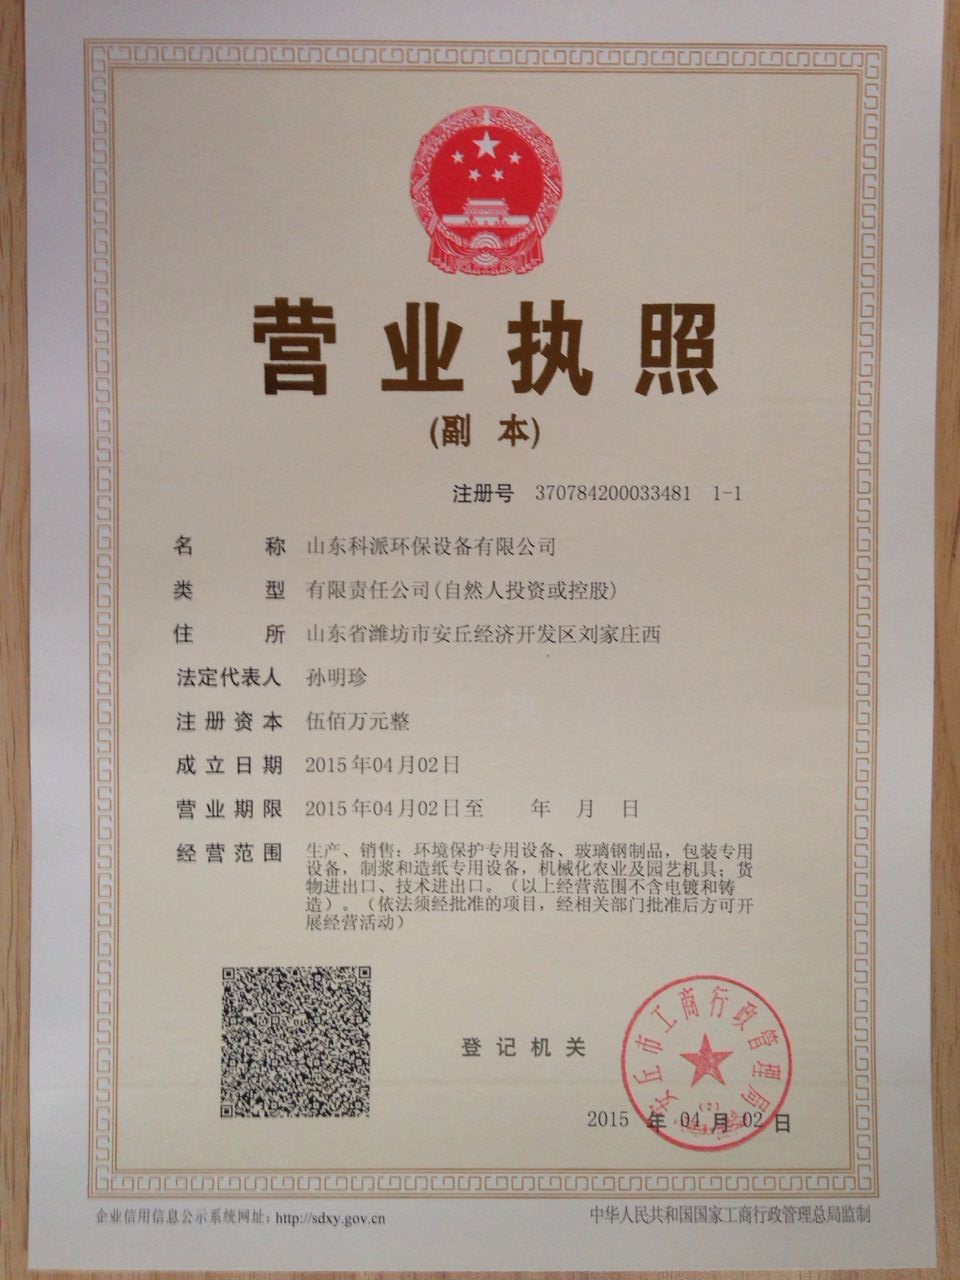 营业执照
(副 本)
注册号 370784200033481 1-1
名 称 山东科派环保设备有限公司
类 型 有限责任公司(自然人投资或控股)
住 所 山东省潍坊市安丘经济开发区刘家庄西
法定代表人 孙明珍
注册资本 伍佰万元整
成立日期 2015年04月02日
营业期限 2015年04月02日至 年 月 日
经营范围 生产、销售：环境保护专用设备、玻璃钢制品，包装专用
设备，制浆和造纸专用设备，机械化农业及园艺机具；货
物进出口、技术进出口。（以上经营范围不含电镀和铸
造）。（依法须经批准的项目，经相关部门批准后方可开
展经营活动）
安丘市工商行政管理局
(2)
登记机关
2015 年 04 月 02 日
企业信用信息公示系统网址：http://sdxy.gov.cn
中华人民共和国国家工商行政管理总局监制